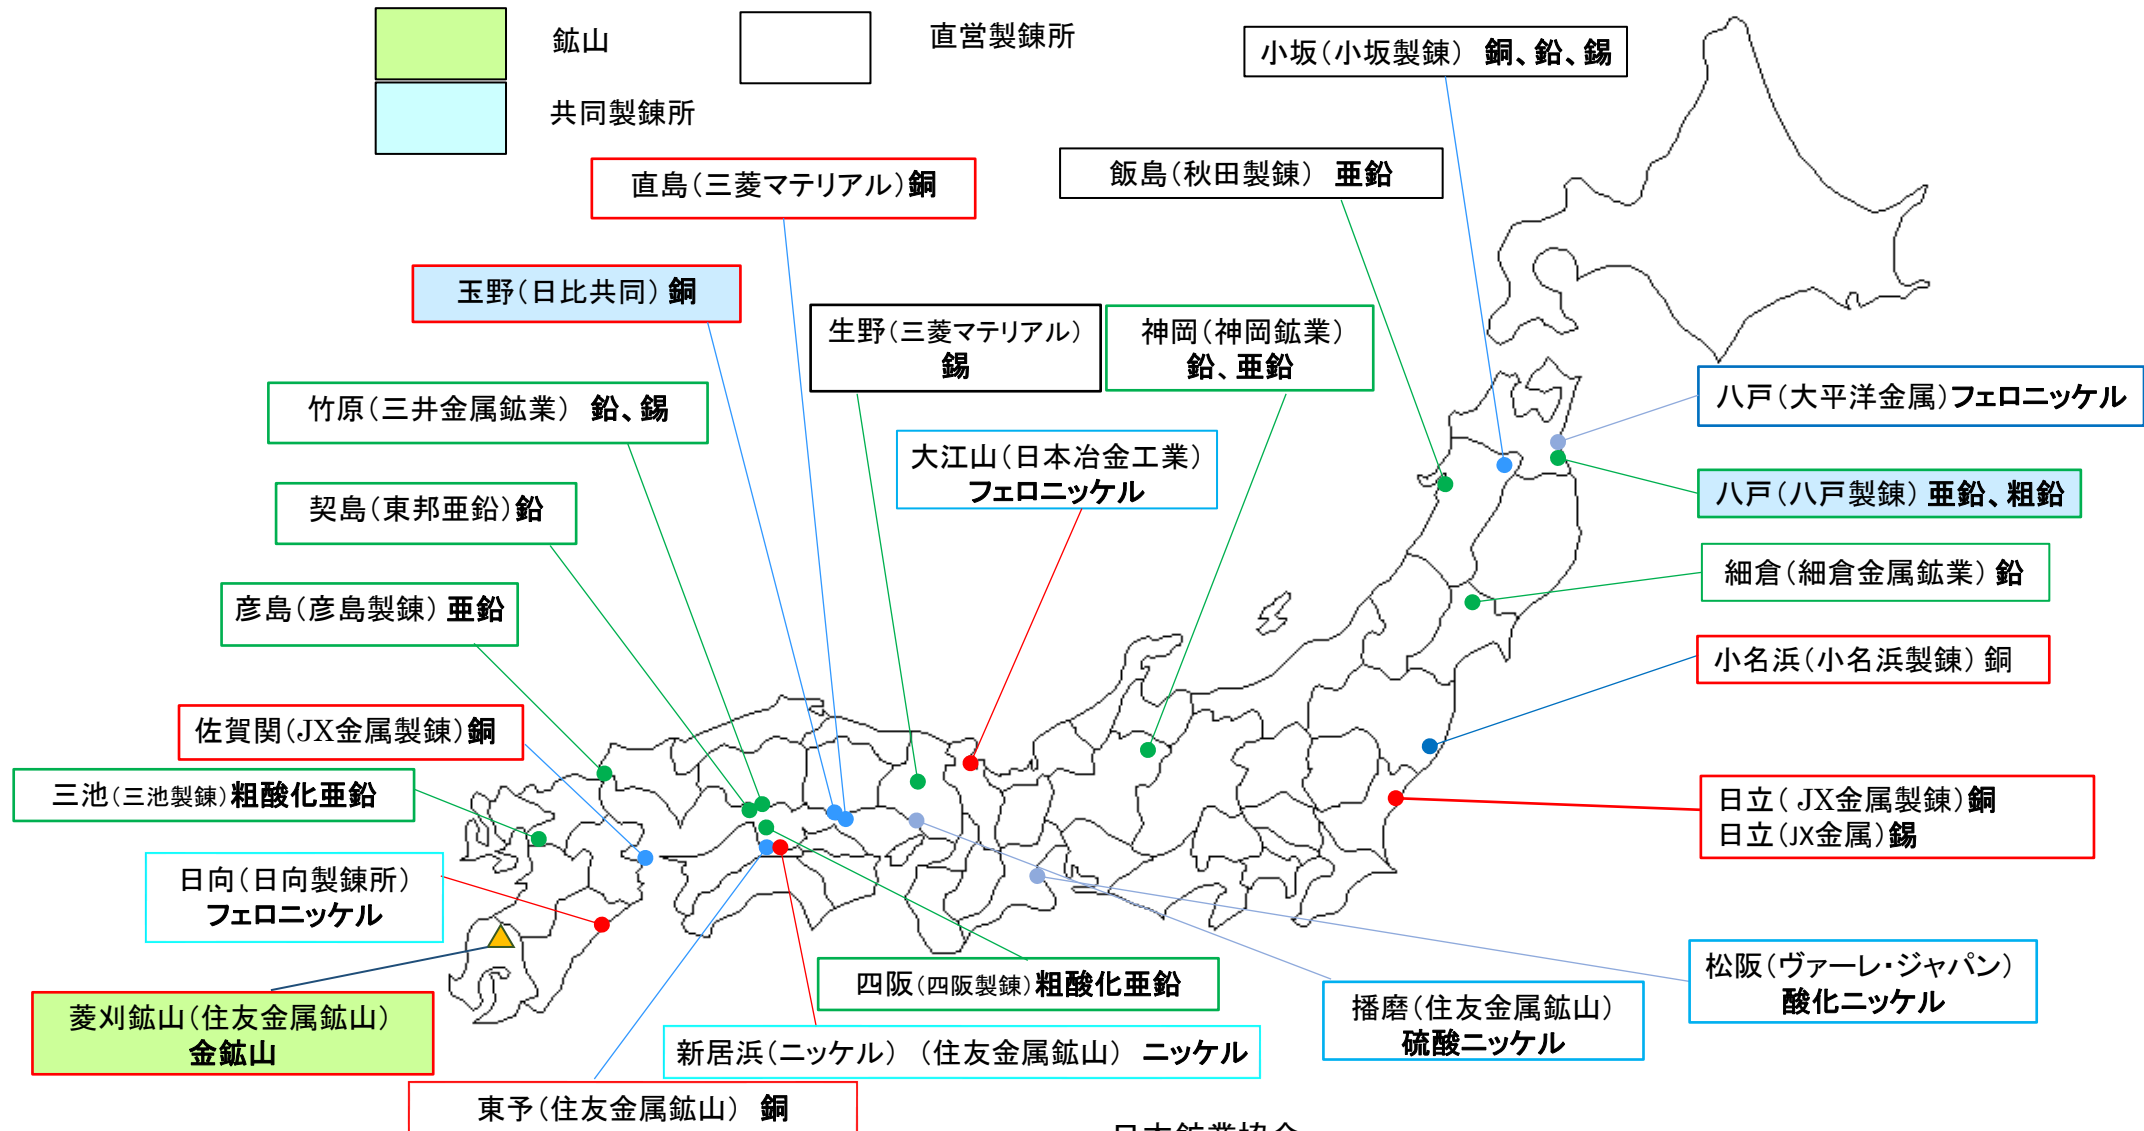 鉱山
直営製錬所
共同製錬所
小坂(小坂製錬) 銅、鉛、錫
直島(三菱マテリアル)銅
飯島(秋田製錬) 亜鉛
玉野(日比共同)銅
生野(三菱マテリアル)
錫
神岡(神岡鉱業)
鉛、亜鉛
竹原(三井金属鉱業) 鉛、錫
八戸(大平洋金属)フェロニッケル
大江山(日本冶金工業)
フェロニッケル
契島(東邦亜鉛)鉛
八戸(八戸製錬)亜鉛、粗鉛
細倉(細倉金属鉱業)鉛
彦島(彦島製錬)亜鉛
小名浜(小名浜製錬)銅
佐賀関(JX金属製錬)銅
三池(三池製錬)粗酸化亜鉛
日立( JX金属製錬)銅
日立(JX金属)錫
日向(日向製錬所)
フェロニッケル
四阪(四阪製錬)粗酸化亜鉛
松阪(ヴァーレ・ジャパン)
酸化ニッケル
播磨(住友金属鉱山)
硫酸ニッケル
菱刈鉱山(住友金属鉱山)
金鉱山
新居浜(ニッケル) (住友金属鉱山) ニッケル
東予(住友金属鉱山) 銅
日本鉱業協会